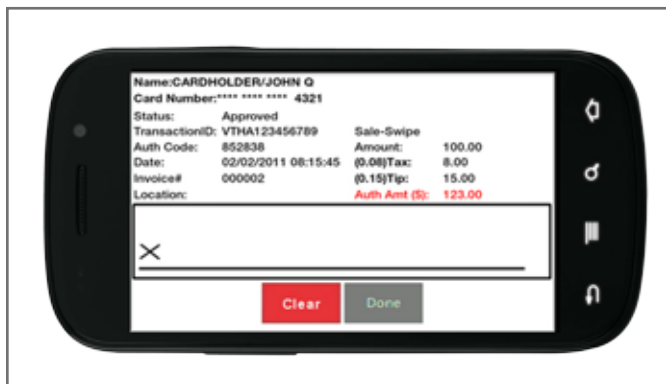 Name:CARDHOLDER/JOHN Q
Card Number:**** **** **** 4321
Status: Approved
TransactionID: VTHA123456789 Sale-Swipe
Auth Code: 852838 Amount: 100.00
Date: 02/02/2011 08:15:45 (0.08)Tax: 8.00
Invoice# 000002 (0.15)Tip: 15.00
Location: Auth Amt ($): 123.00
X
Clear Done